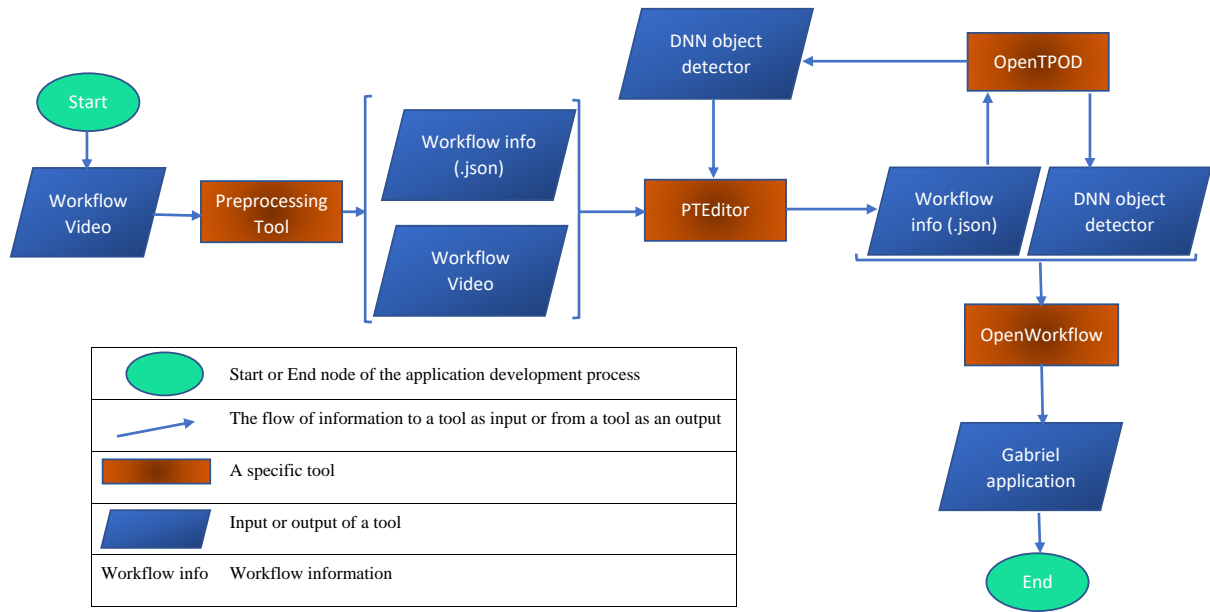 Start
Workflow
Video
Preprocessing
Tool
Workflow info
(.json)
Workflow
Video
DNN object
detector
PTEditor
OpenTPOD
Workflow
info (.json)
DNN object
detector
OpenWorkflow
Gabriel
application
End
Start or End node of the application development process
The flow of information to a tool as input or from a tool as an output
A specific tool
Input or output of a tool
Workflow info Workflow information